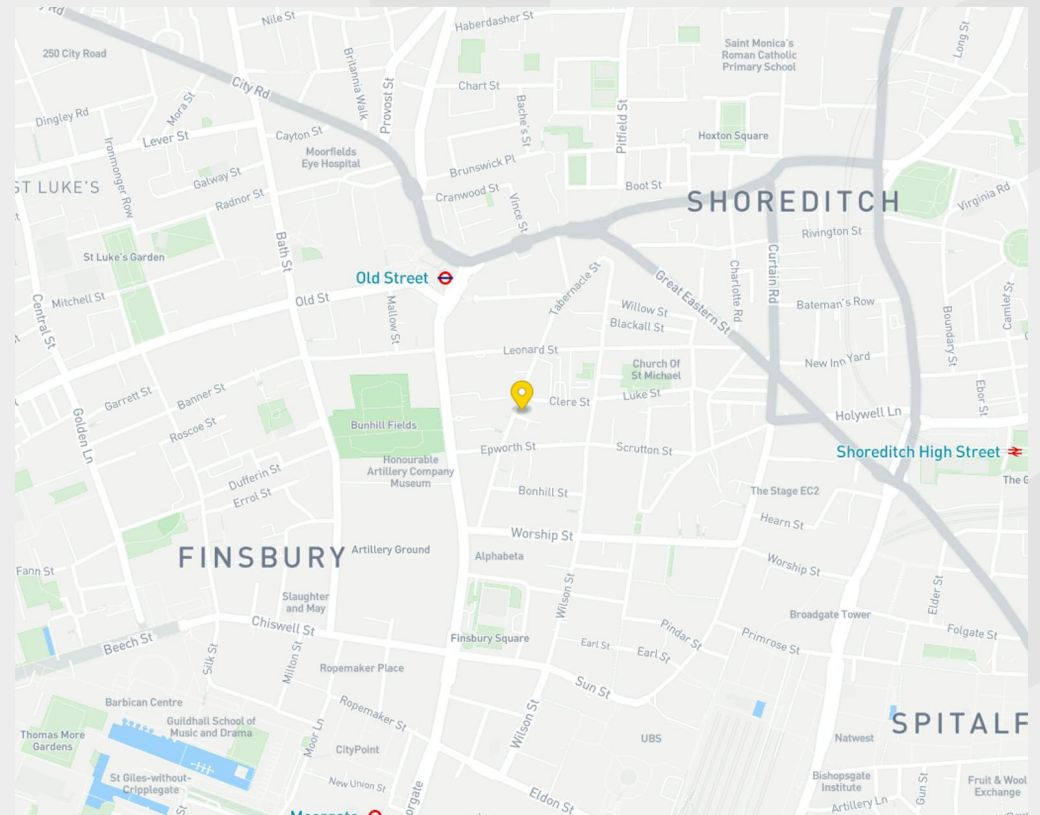 Rd
Nile St
Haberdasher St
Long St
250 City Road
Saint Monica's
Roman Catholic
Primary School
City Rd
Britannia Walk
Provost St
Chart St
Bache's St
Pitfield St
Mora St
Dingley Rd
Lever St
Ironmonger Row
Cayton St
Moorfields
Eye Hospital
Hoxton Square
Brunswick Pl
ST LUKE'S
Galway St
Radnor St
Cranwood St
Vince St
Boot St
SHOREDITCH
Virginia Rd
Rivington St
Bath St
St Luke's Garden
Old Street
Tabernacle St
Great Eastern St
Charlotte Rd
Curtain Rd
Mitchell St
Old St
Mallow St
Central St
Willow St
Blackall St
Bateman's Row
Boundary St
Camlet St
Leonard St
Church Of
St Michael
New Inn Yard
Garrett St
Banner St
Clere St
Luke St
Ebor St
Golden Ln
Roscoe St
Bunhill Fields
Holywell Ln
Epworth St
Scrutton St
Shoreditch High Street
Honourable
Artillery Company
Museum
Dufferin St
Errol St
Bonhill St
The Stage EC2
The G
Hearn St
Worship St
FINSBURY
Artillery Ground
Alphabeta
Worship St
Fann St
Wilson St
Elder St
Slaughter
and May
Broadgate Tower
Chiswell St
Finsbury Square
Earl St
Earl St
Pindar St
Primrose St
Folgate St
Beech St
Silk St
Milton St
Ropemaker Place
Sun St
Barbican Centre
Ropemaker St
Wilson St
Guildhall School of
Music and Drama
Moor Ln
SPITALF
Thomas More
Gardens
CityPoint
UBS
Natwest
St Giles-without-
Cripplegate
New Union St
Bishopsgate
Institute
Gun St
Fruit & Wool
Exchange
Eldon St
Artillery Ln
orgate
St
Moorgate